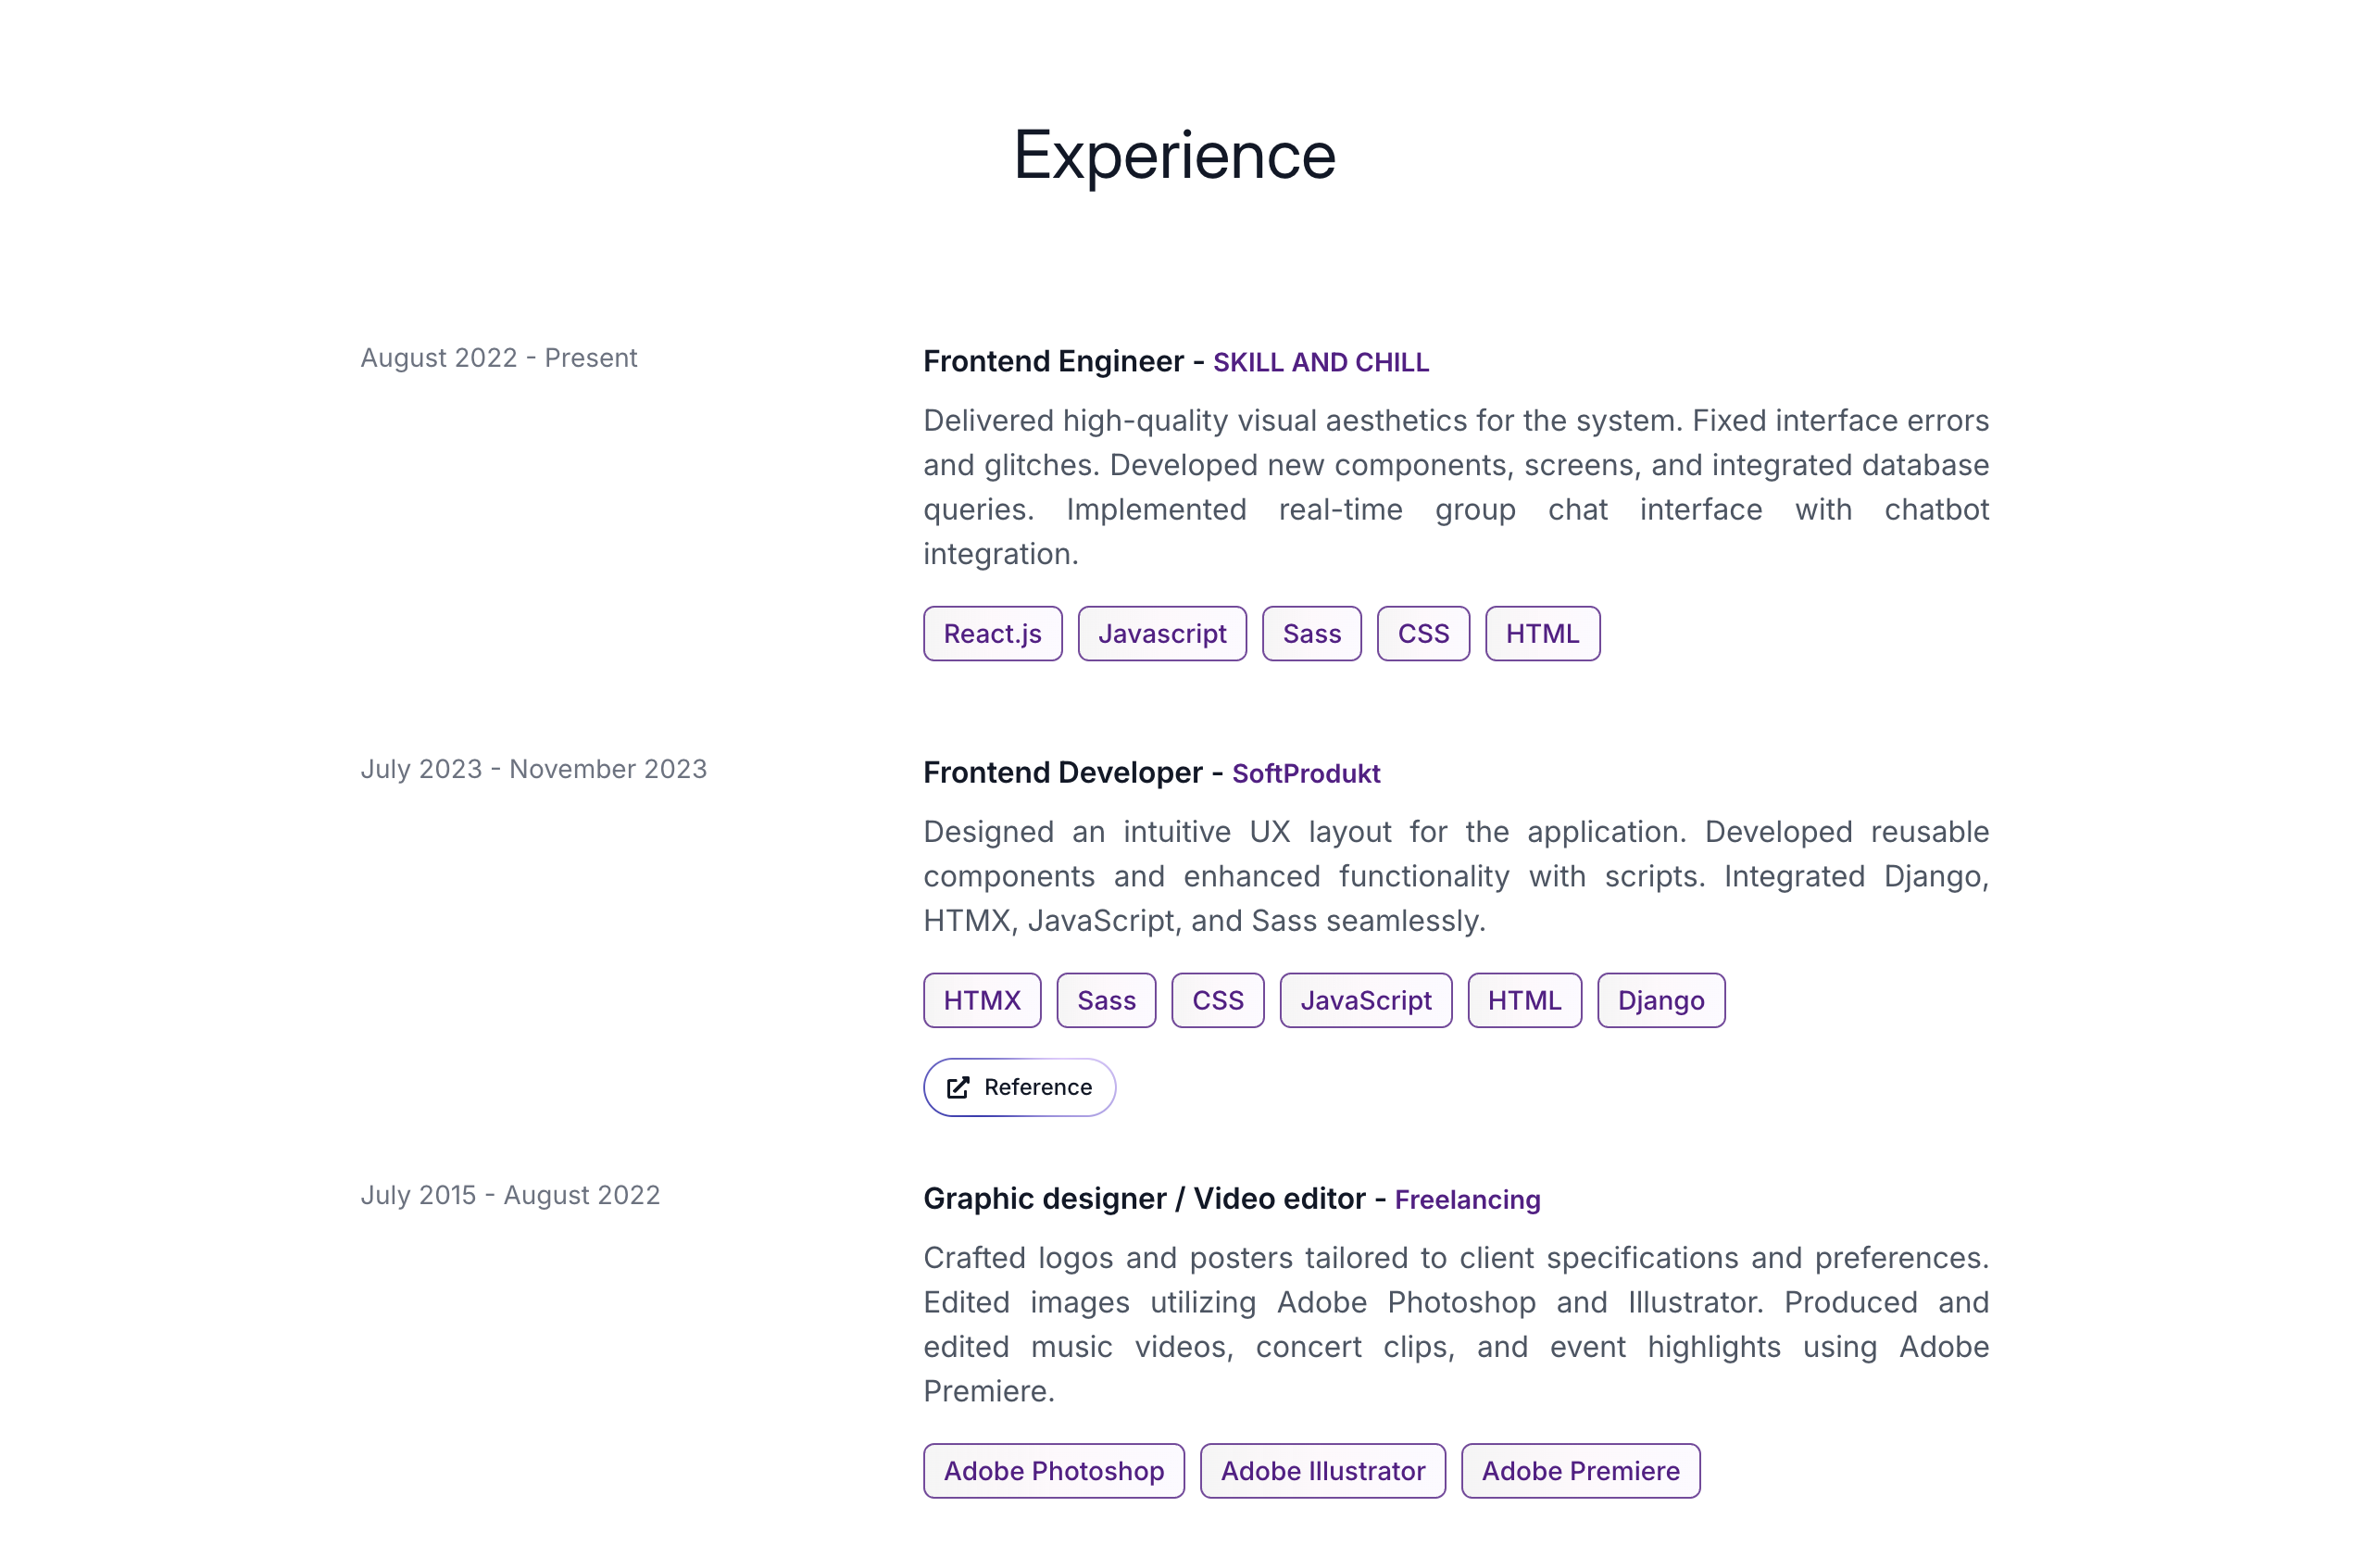 Experience
August 2022 - Present
Frontend Engineer - SKILL AND CHILL
Delivered high-quality visual aesthetics for the system. Fixed interface errors
and glitches. Developed new components, screens, and integrated database
queries. Implemented real-time group chat interface with chatbot
integration.
React.js Javascript Sass CSS HTML
July 2023 - November 2023
Frontend Developer - SoftProdukt
Designed an intuitive UX layout for the application. Developed reusable
components and enhanced functionality with scripts. Integrated Django,
HTMX, JavaScript, and Sass seamlessly.
HTMX Sass CSS JavaScript HTML Django
Reference
July 2015 - August 2022
Graphic designer / Video editor - Freelancing
Crafted logos and posters tailored to client specifications and preferences.
Edited images utilizing Adobe Photoshop and Illustrator. Produced and
edited music videos, concert clips, and event highlights using Adobe
Premiere.
Adobe Photoshop Adobe Illustrator Adobe Premiere